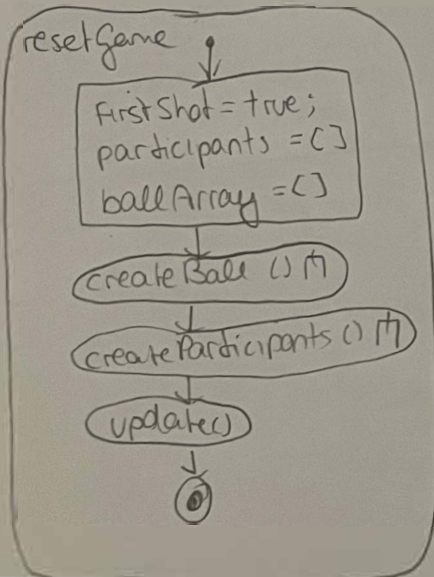 resetGame
FirstShot = true;
participants = []
ballArray = []
createBall ()
createParticipants ()
update()